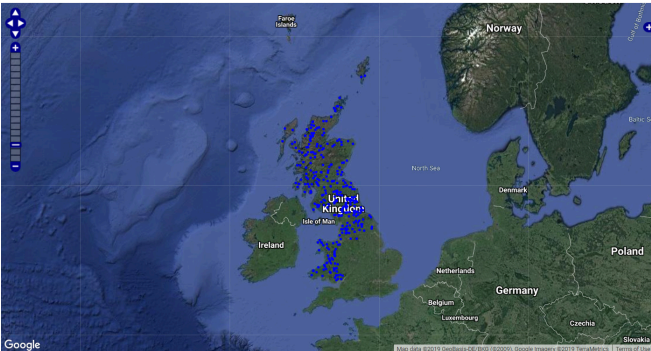 Faroe
Islands
Norway
Gulf of Bothnia
Baltic S
North Sea
Denmark
United
Kingdom
Isle of Man
Ireland
Poland
Netherlands
Germany
Belgium
Luxembourg
Czechia
Slovakia
Google
Map data ©2019 GeoBasis-DE/BKG (©2009), Google Imagery ©2019 TerraMetrics | Terms of Use